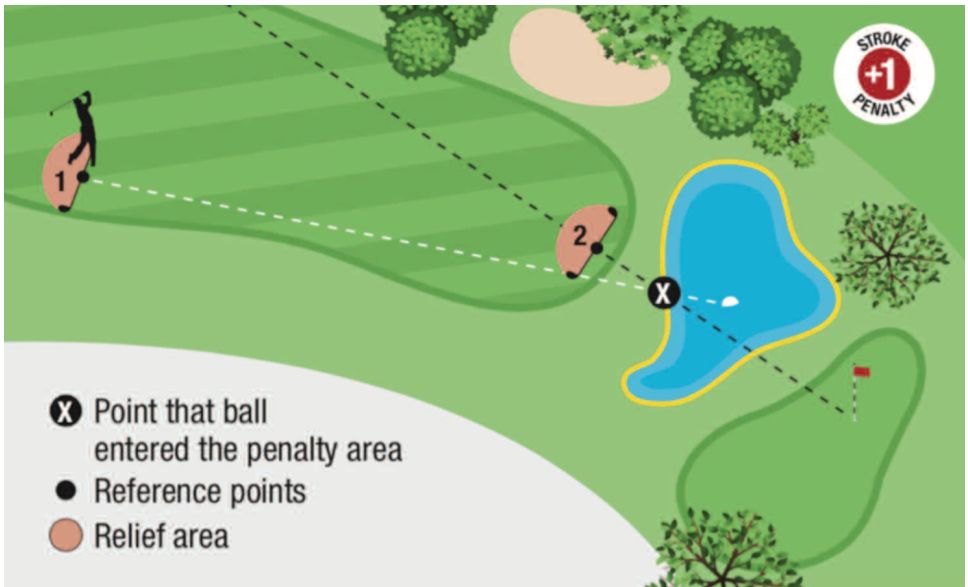 STROKE
+1
PENALTY
1
2
X
X Point that ball
entered the penalty area
Reference points
Relief area